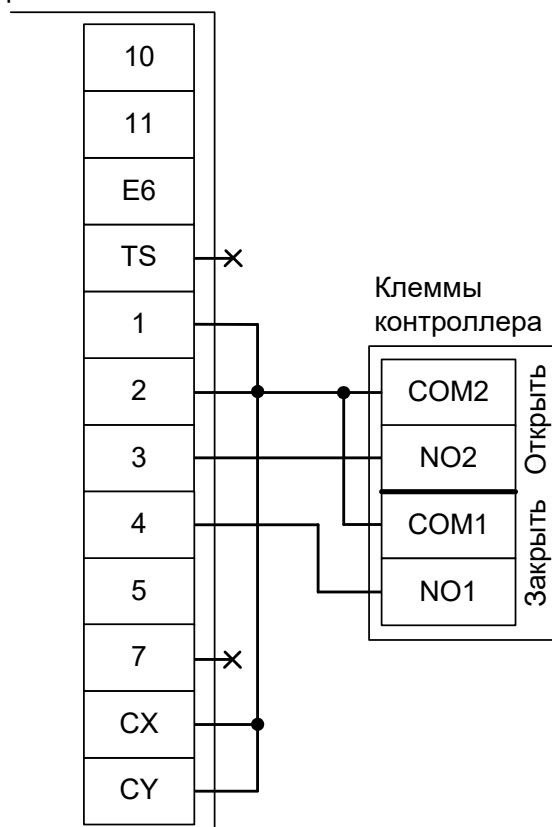 10
11
E6
TS
1
2
3
4
5
7
CX
CY
Клеммы
контроллера
COM2
NO2
COM1
NO1
Открыть
Закрыть